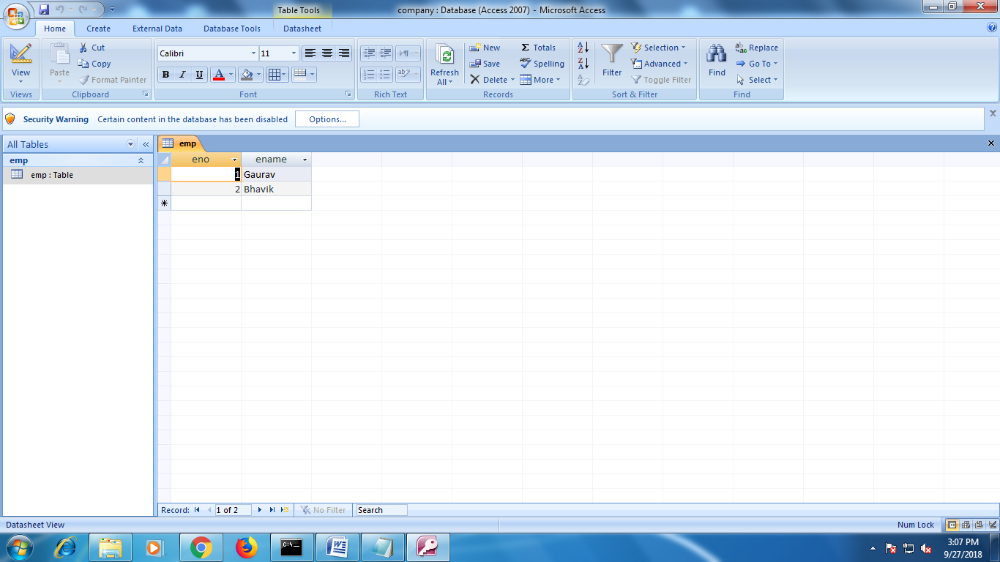 Table Tools
company : Database (Access 2007) - Microsoft Access
Home Create External Data Database Tools Datasheet
View
Views
Paste
Cut
Copy
Format Painter
Clipboard
Calibri 11
B I U A
Font
Rich Text
Refresh All
New
Save
Delete
Σ Totals
ABC Spelling
More
Records
Filter
Selection
Advanced
Toggle Filter
Sort & Filter
Find
Replace
Go To
Select
Find
Security Warning Certain content in the database has been disabled Options...
All Tables
emp
emp : Table
emp
eno ename
1 Gaurav
2 Bhavik
Record: 1 of 2 No Filter Search
Datasheet View
Num Lock
C:\
3:07 PM
9/27/2018